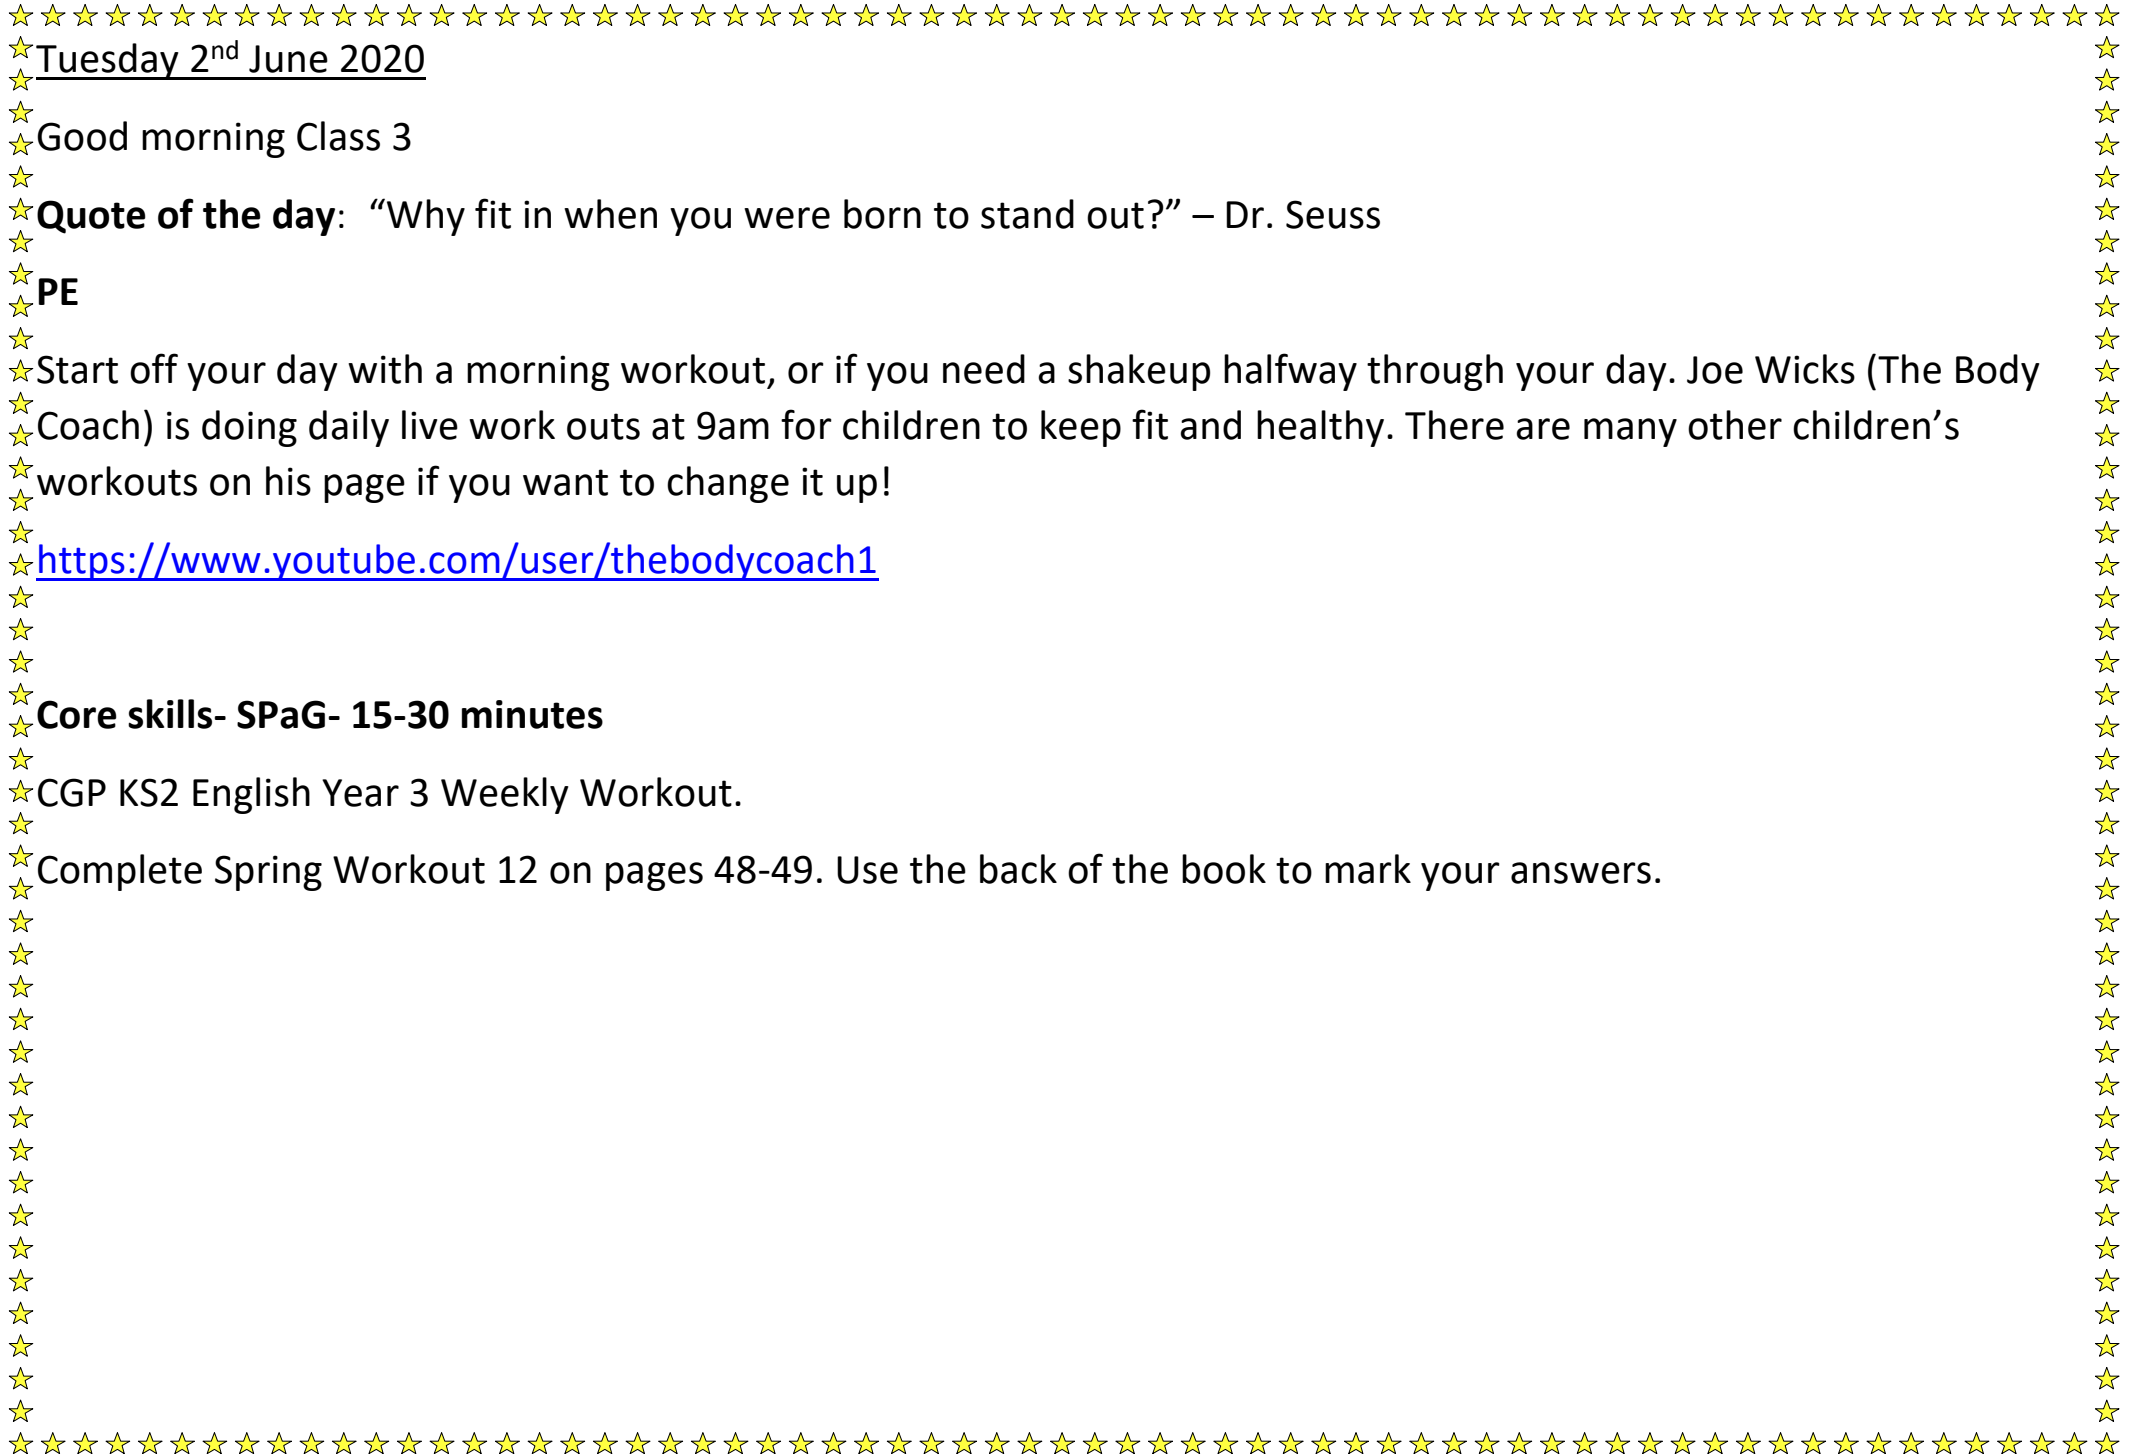 Tuesday 2nd June 2020
Good morning Class 3
Quote of the day:  “Why fit in when you were born to stand out?” – Dr. Seuss
PE
Start off your day with a morning workout, or if you need a shakeup halfway through your day. Joe Wicks (The Body
Coach) is doing daily live work outs at 9am for children to keep fit and healthy. There are many other children’s
workouts on his page if you want to change it up!
https://www.youtube.com/user/thebodycoach1
Core skills- SPaG- 15-30 minutes
CGP KS2 English Year 3 Weekly Workout.
Complete Spring Workout 12 on pages 48-49. Use the back of the book to mark your answers.